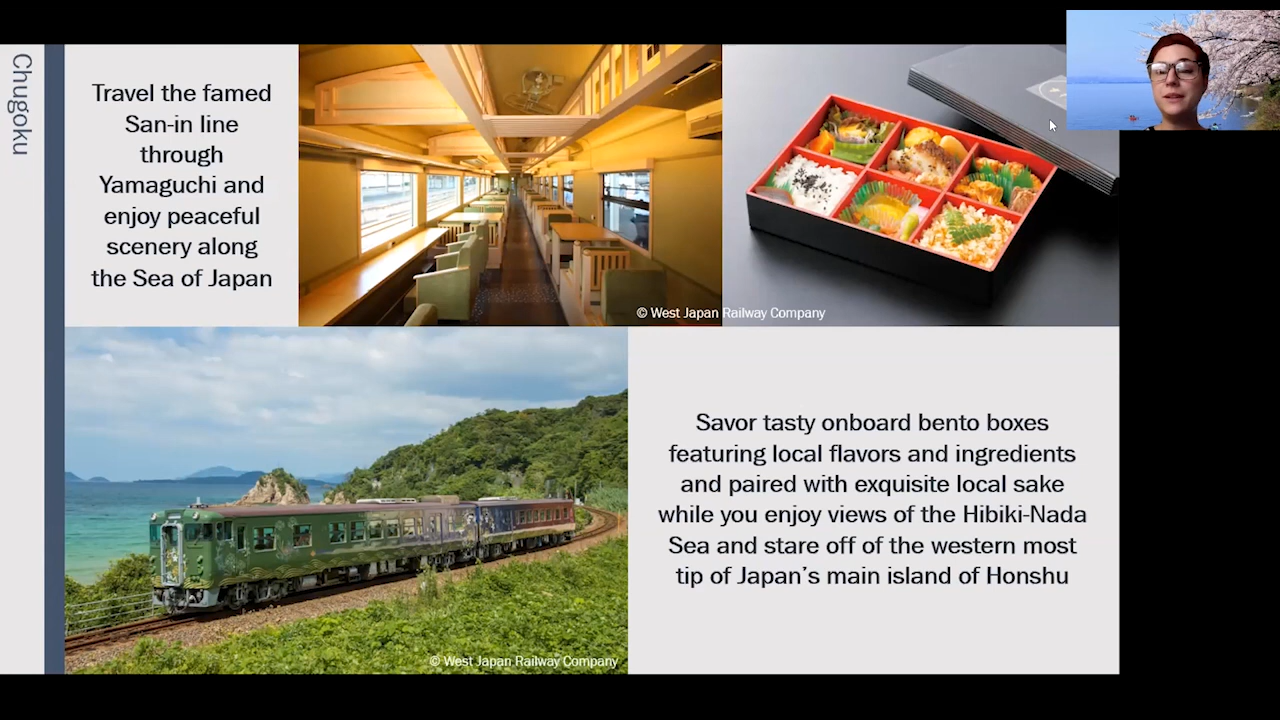 Chugoku
Travel the famed
San-in line
through
Yamaguchi and
enjoy peaceful
scenery along
the Sea of Japan
© West Japan Railway Company
Savor tasty onboard bento boxes
featuring local flavors and ingredients
and paired with exquisite local sake
while you enjoy views of the Hibiki-Nada
Sea and stare off of the western most
tip of Japan's main island of Honshu
© West Japan Railway Company